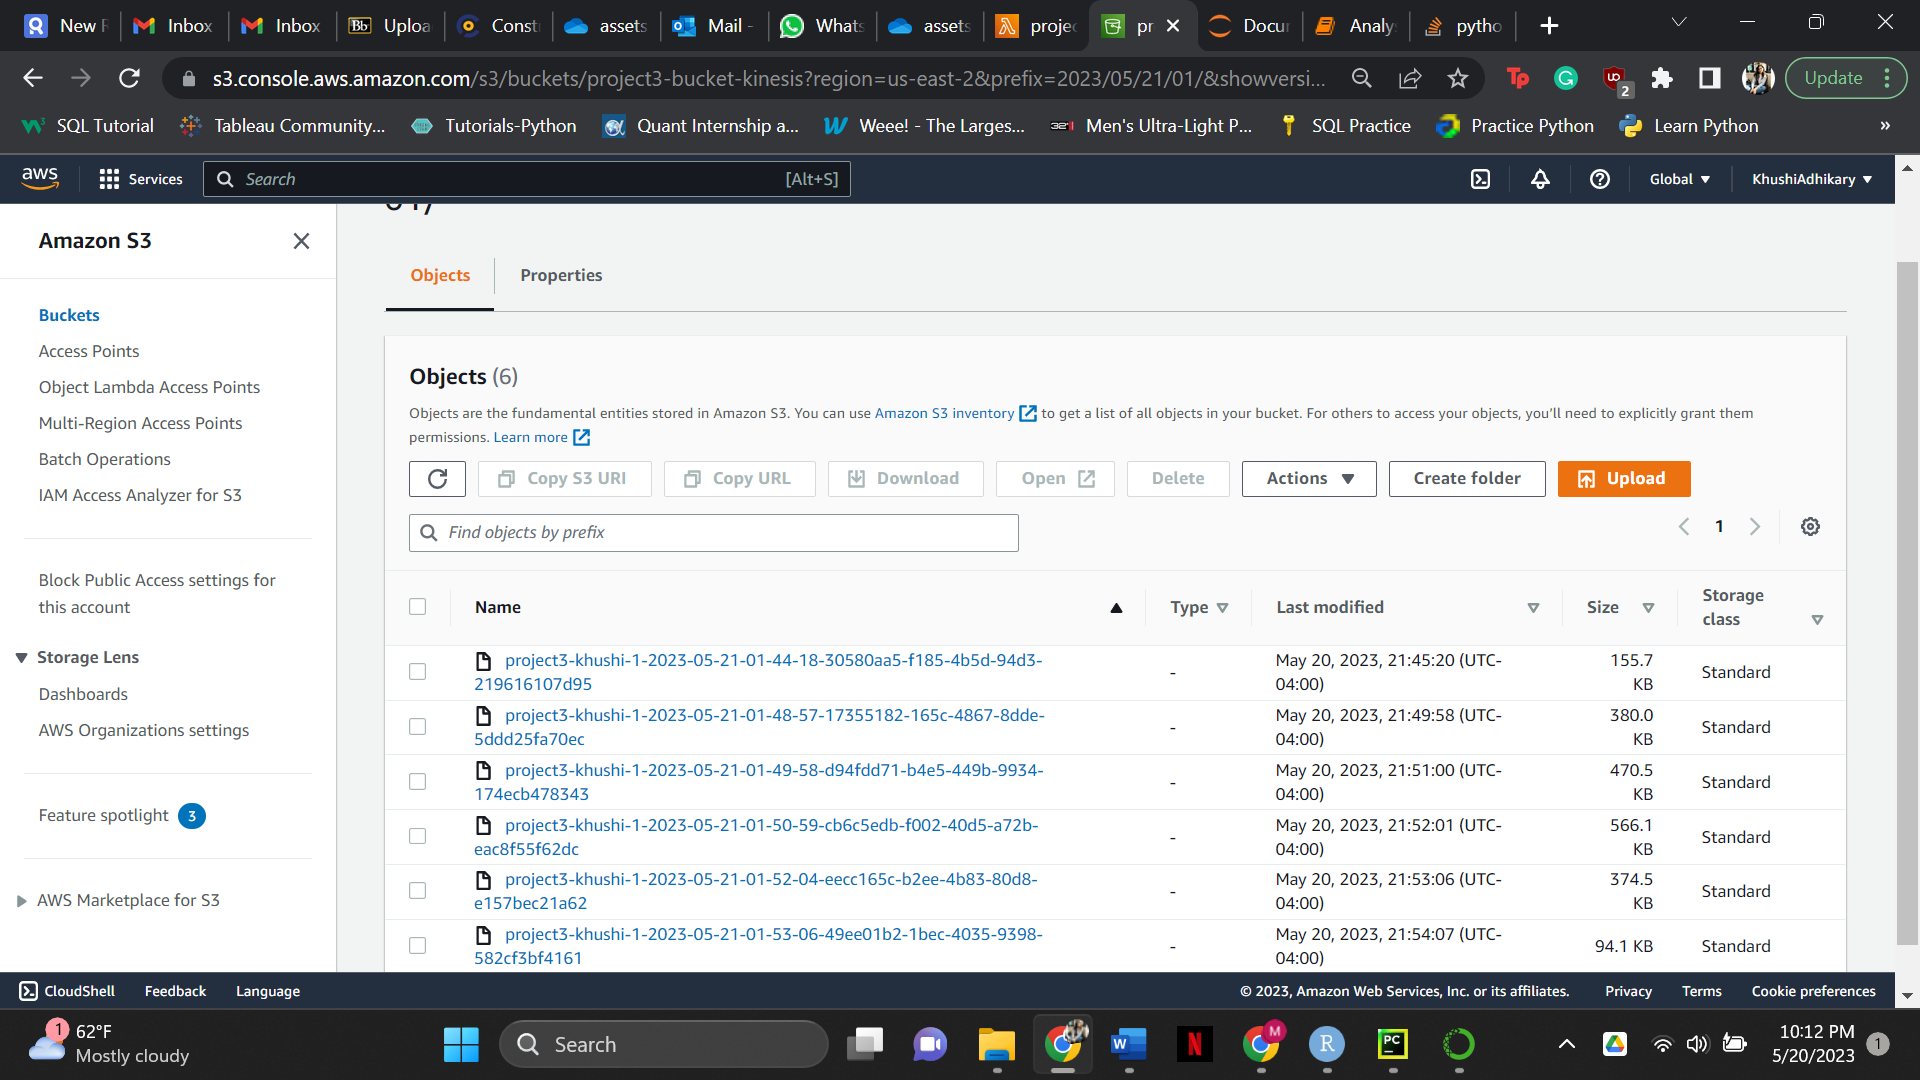 New
Inbox
Inbox
Bb
Uploa
Const
assets
Mail -
Whats
assets
projec
pr
Docu
Analy
pytho
s3.console.aws.amazon.com/s3/buckets/project3-bucket-kinesis?region=us-east-2&prefix=2023/05/21/01/&showversi...
Update
2
SQL Tutorial
Tableau Community...
Tutorials-Python
Quant Internship a...
Weee! - The Larges...
Men's Ultra-Light P...
SQL Practice
Practice Python
Learn Python
»
aws
Services
Search
[Alt+S]
Global
KhushiAdhikary
Amazon S3
Buckets
Access Points
Object Lambda Access Points
Multi-Region Access Points
Batch Operations
IAM Access Analyzer for S3
Block Public Access settings for
this account
Storage Lens
Dashboards
AWS Organizations settings
Feature spotlight 3
AWS Marketplace for S3
Objects
Properties
Objects (6)
Objects are the fundamental entities stored in Amazon S3. You can use Amazon S3 inventory to get a list of all objects in your bucket. For others to access your objects, you'll need to explicitly grant them
permissions. Learn more
Copy S3 URI
Copy URL
Download
Open
Delete
Actions
Create folder
Upload
Find objects by prefix
1
Name
Type
Last modified
Size
Storage
class
project3-khushi-1-2023-05-21-01-44-18-30580aa5-f185-4b5d-94d3-
219616107d95
-
May 20, 2023, 21:45:20 (UTC-
04:00)
155.7
KB
Standard
project3-khushi-1-2023-05-21-01-48-57-17355182-165c-4867-8dde-
5ddd25fa70ec
-
May 20, 2023, 21:49:58 (UTC-
04:00)
380.0
KB
Standard
project3-khushi-1-2023-05-21-01-49-58-d94fdd71-b4e5-449b-9934-
174ecb478343
-
May 20, 2023, 21:51:00 (UTC-
04:00)
470.5
KB
Standard
project3-khushi-1-2023-05-21-01-50-59-cb6c5edb-f002-40d5-a72b-
eac8f55f62dc
-
May 20, 2023, 21:52:01 (UTC-
04:00)
566.1
KB
Standard
project3-khushi-1-2023-05-21-01-52-04-eecc165c-b2ee-4b83-80d8-
e157bec21a62
-
May 20, 2023, 21:53:06 (UTC-
04:00)
374.5
KB
Standard
project3-khushi-1-2023-05-21-01-53-06-49ee01b2-1bec-4035-9398-
582cf3bf4161
-
May 20, 2023, 21:54:07 (UTC-
04:00)
94.1 KB
Standard
CloudShell
Feedback
Language
© 2023, Amazon Web Services, Inc. or its affiliates.
Privacy
Terms
Cookie preferences
1
62°F
Mostly cloudy
Search
10:12 PM
5/20/2023
1